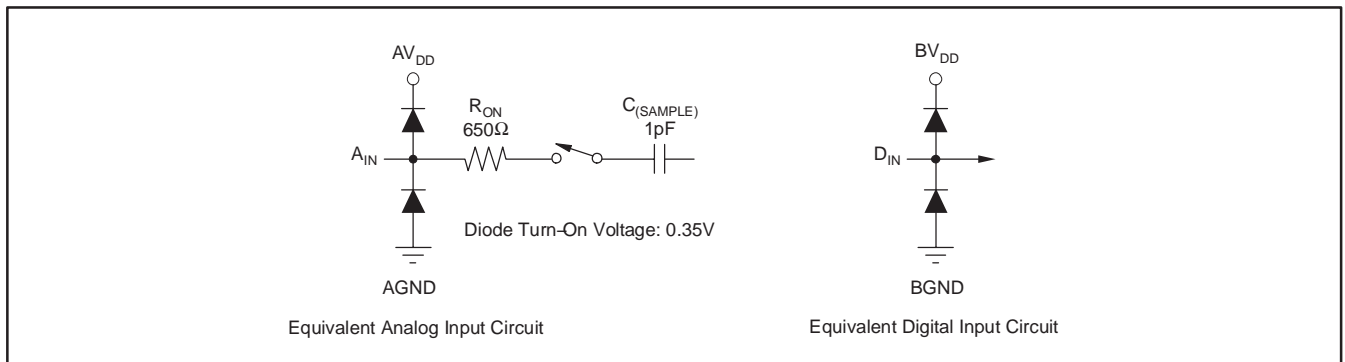 AV_DD
R_ON
650Ω
C_(SAMPLE)
1pF
A_IN
Diode Turn–On Voltage: 0.35V
AGND
Equivalent Analog Input Circuit
BV_DD
D_IN
BGND
Equivalent Digital Input Circuit